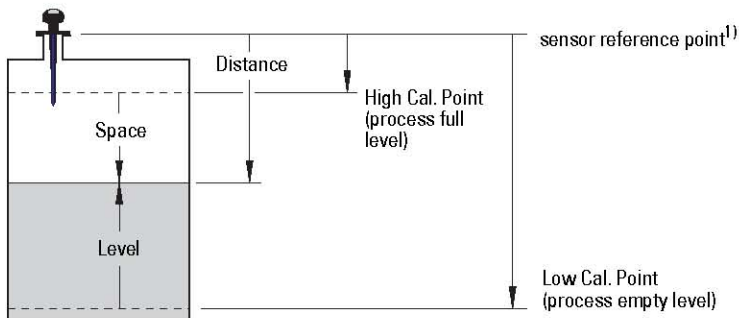 sensor reference point1)
Distance
High Cal. Point
(process full
level)
Space
Level
Low Cal. Point
(process empty level)